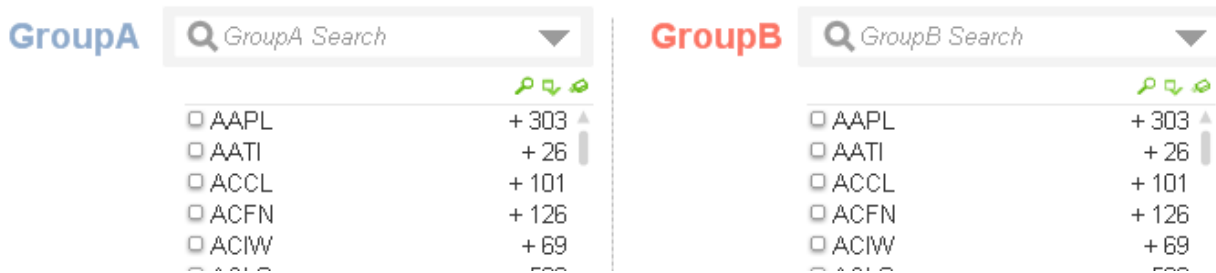 GroupA
GroupA Search
AAPL + 303
AATI + 26
ACCL + 101
ACFN + 126
ACIW + 69
GroupB
GroupB Search
AAPL + 303
AATI + 26
ACCL + 101
ACFN + 126
ACIW + 69